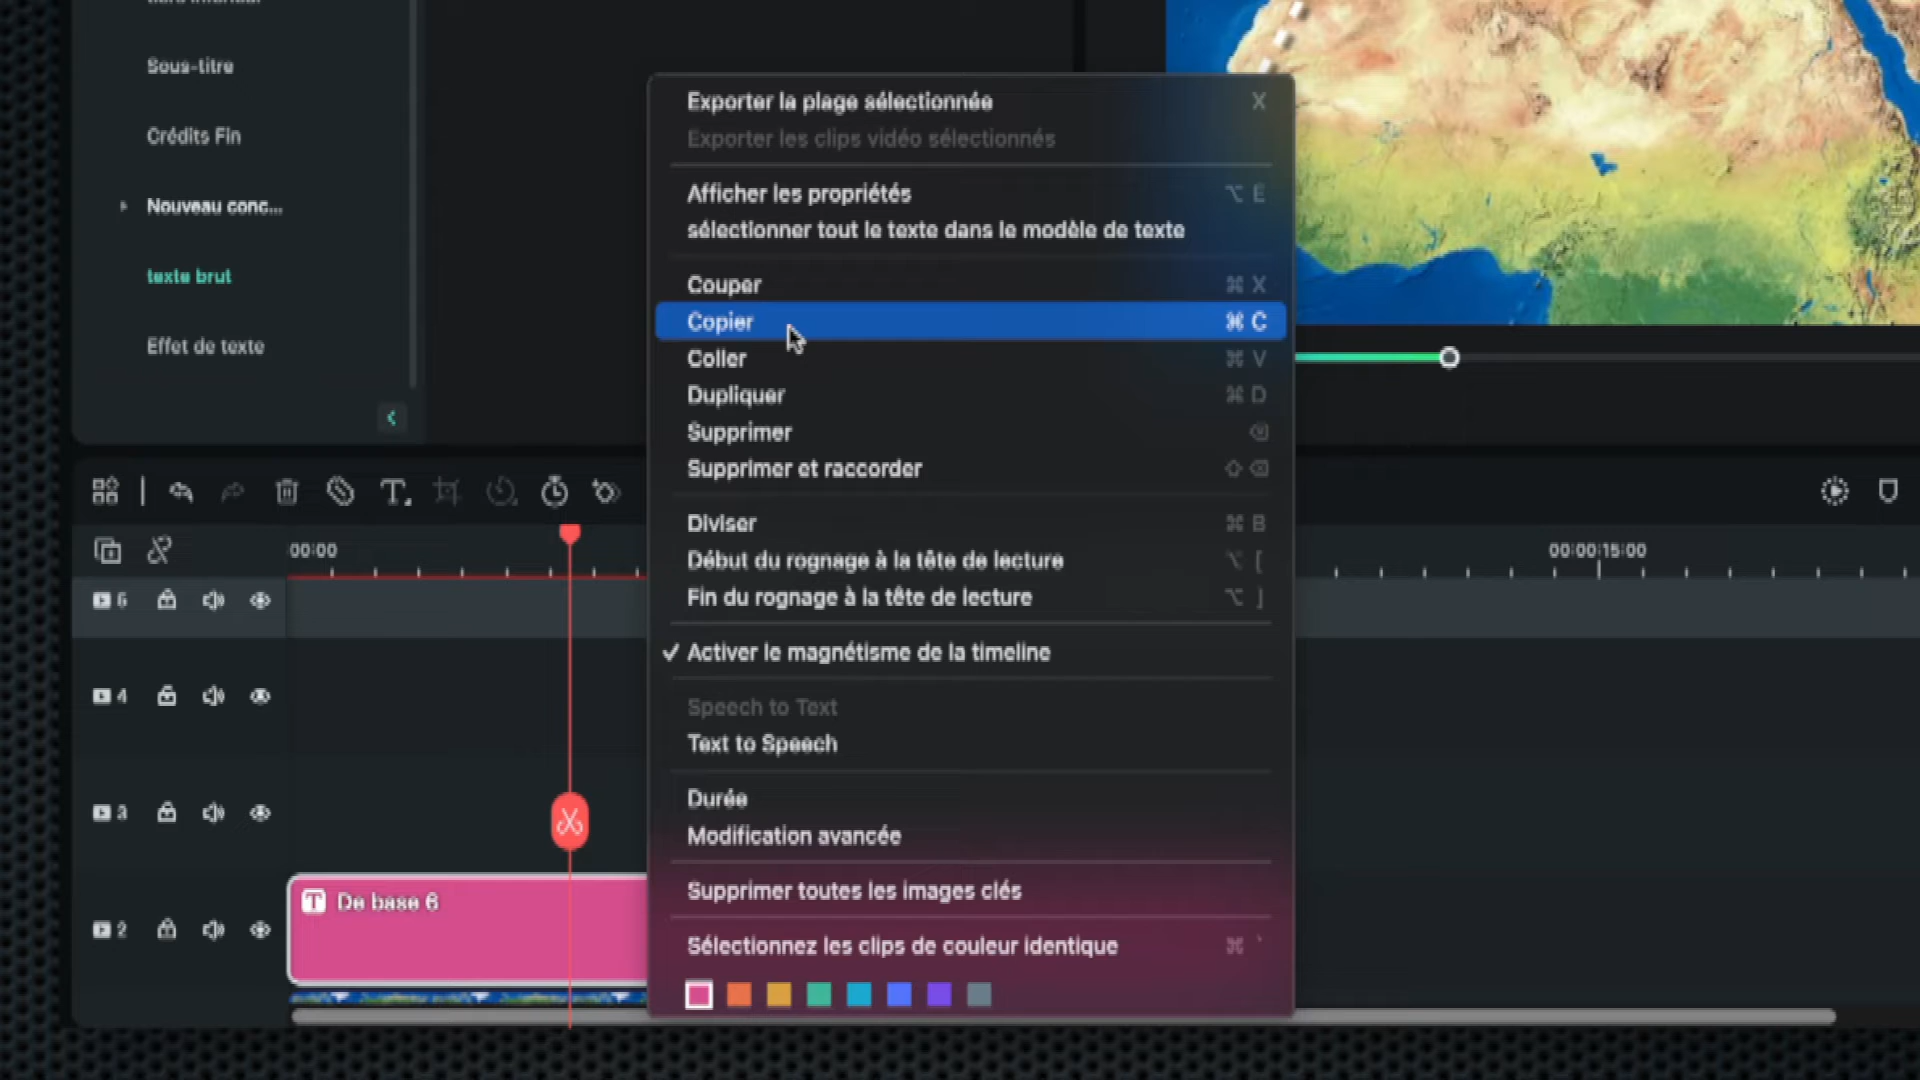 Sous-titre
Crédits Fin
Nouveau conc...
texte brut
Effet de texte
Exporter la plage sélectionnée X
Exporter les clips vidéo sélectionnés
Afficher les propriétés ⌥ E
sélectionner tout le texte dans le modèle de texte
Couper ⌘ X
Copier ⌘ C
Coller ⌘ V
Dupliquer ⌘ D
Supprimer ⌫
Supprimer et raccorder ⇧ ⌫
Diviser ⌘ B
Début du rognage à la tête de lecture ⌥ [
Fin du rognage à la tête de lecture ⌥ ]
✓ Activer le magnétisme de la timeline
Speech to Text
Text to Speech
Durée
Modification avancée
Supprimer toutes les images clés
Sélectionnez les clips de couleur identique ⌘ `
00:00
00:00:15:00
5
4
3
2
T De base 6